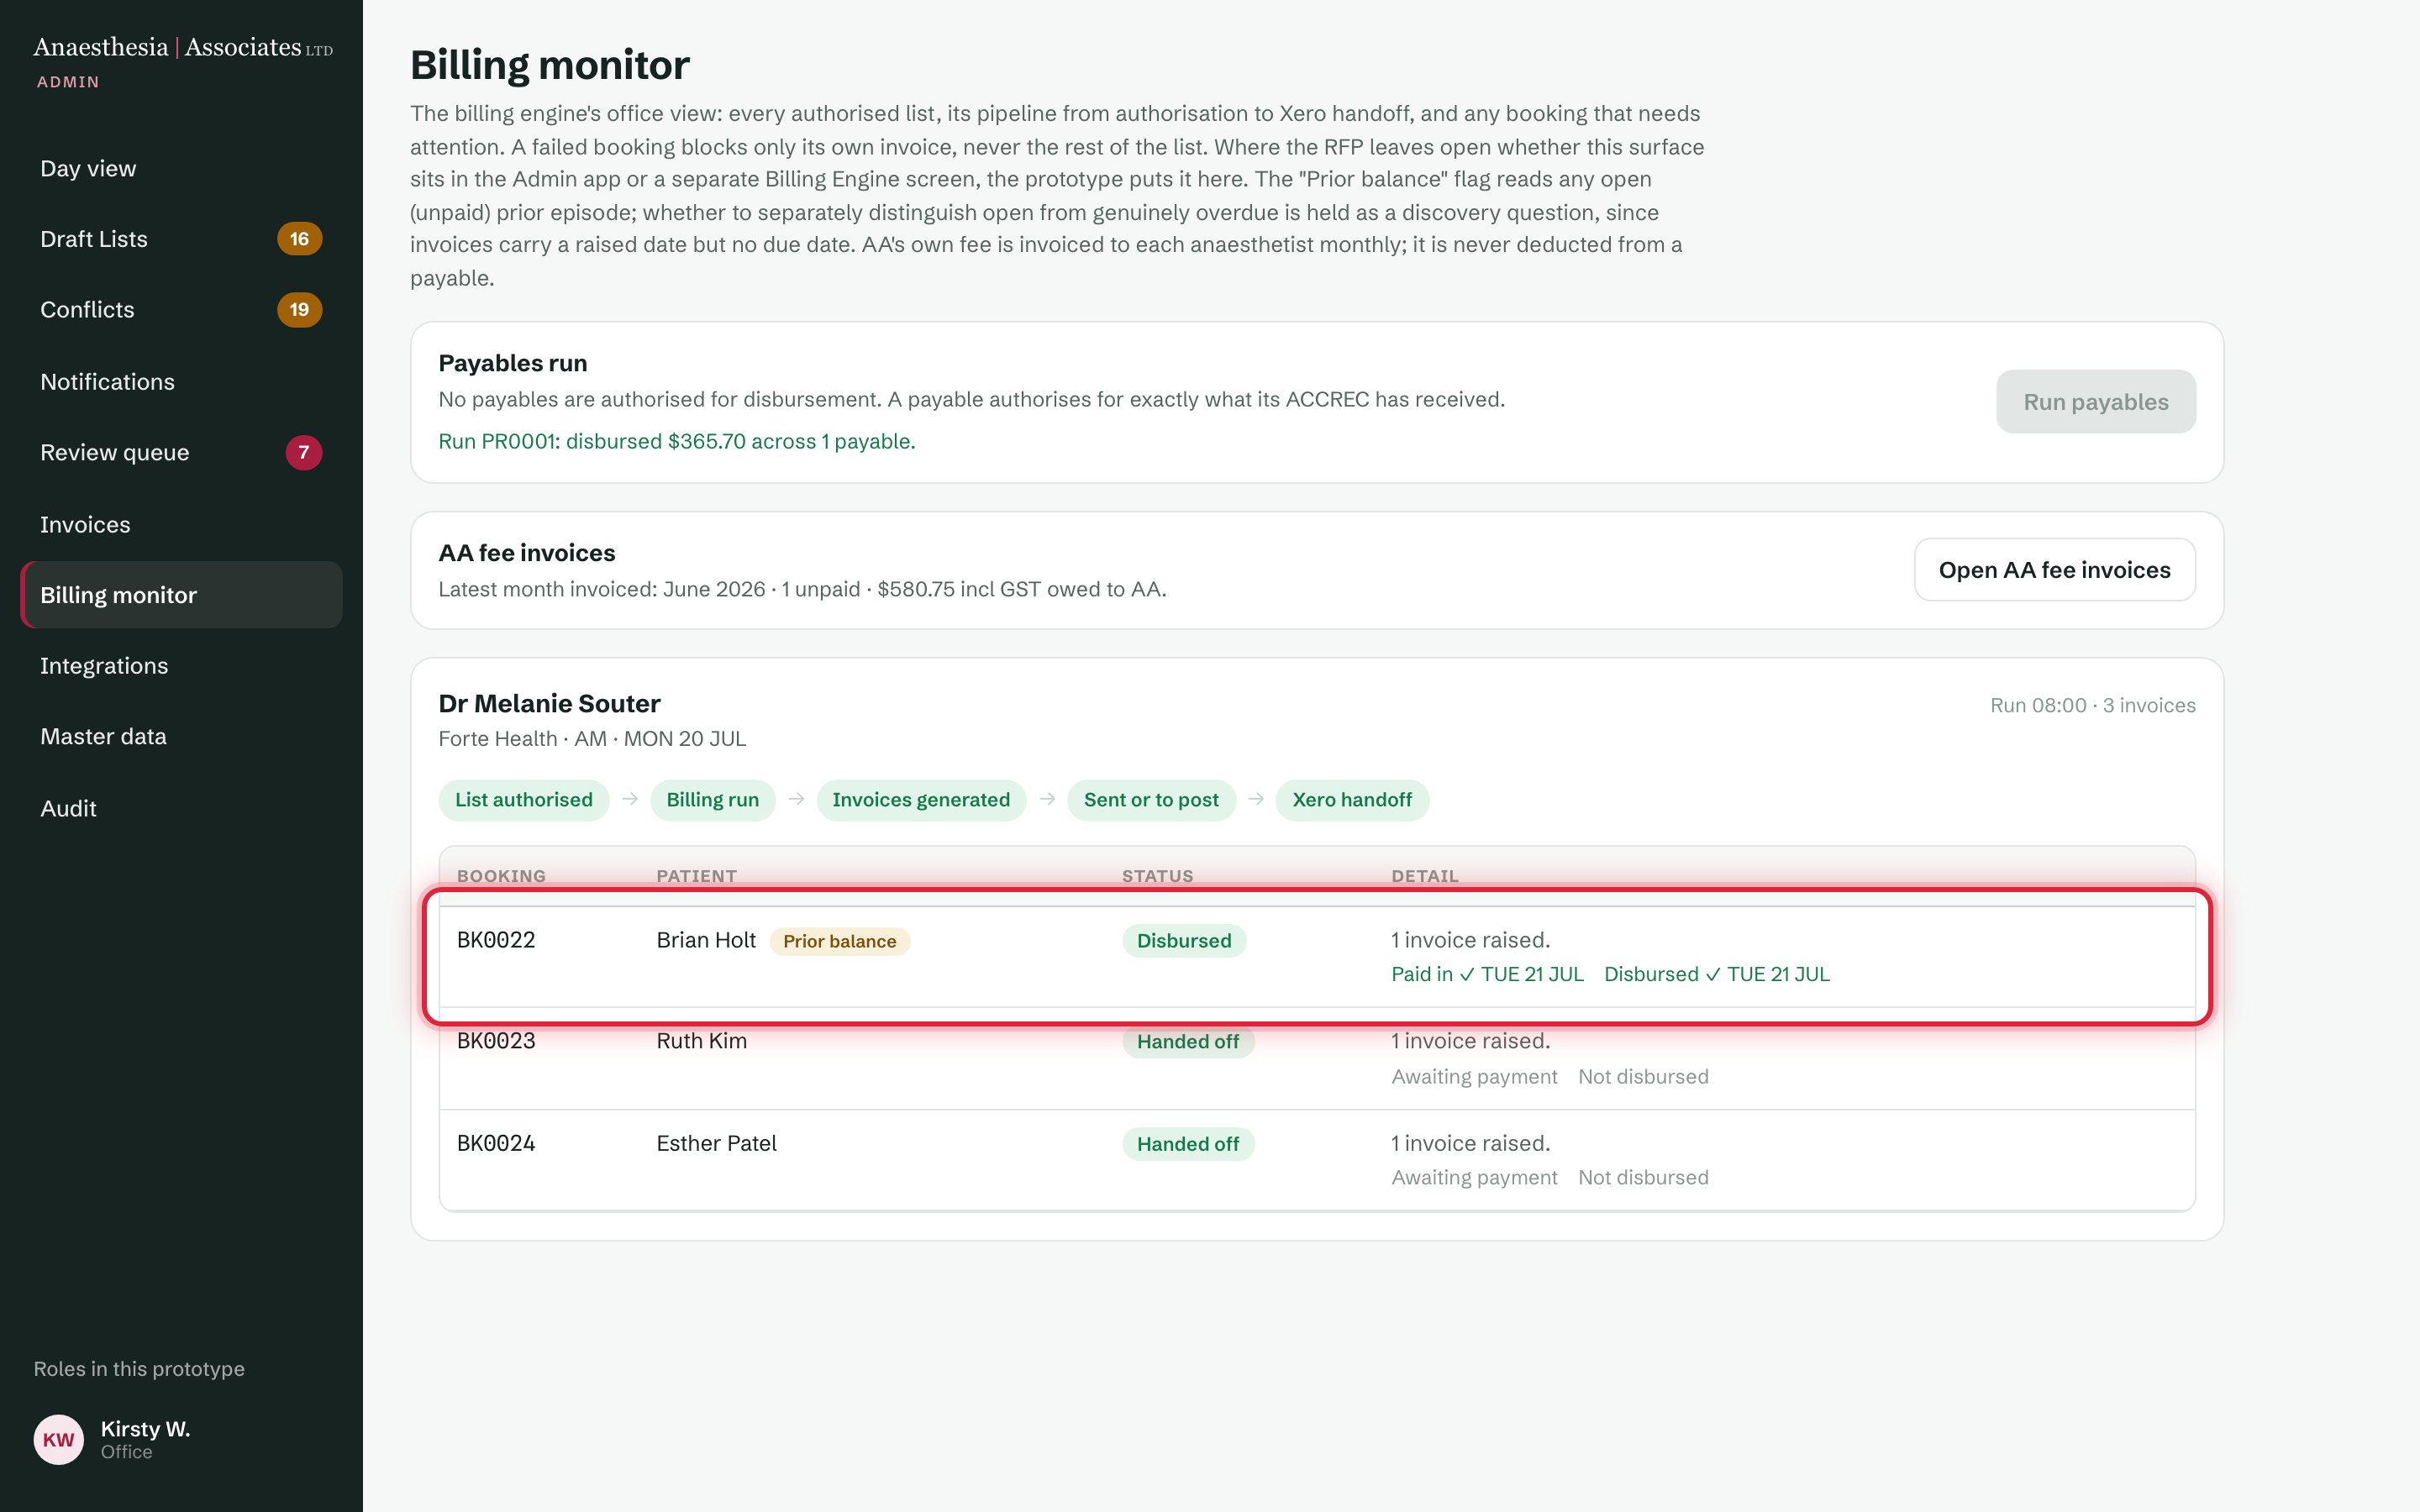 Anaesthesia | Associates LTD
ADMIN
Day view
Draft Lists 16
Conflicts 19
Notifications
Review queue 7
Invoices
Billing monitor
Integrations
Master data
Audit
Roles in this prototype
KW
Kirsty W.
Office
Billing monitor
The billing engine's office view: every authorised list, its pipeline from authorisation to Xero handoff, and any booking that needs
attention. A failed booking blocks only its own invoice, never the rest of the list. Where the RFP leaves open whether this surface
sits in the Admin app or a separate Billing Engine screen, the prototype puts it here. The "Prior balance" flag reads any open
(unpaid) prior episode; whether to separately distinguish open from genuinely overdue is held as a discovery question, since
invoices carry a raised date but no due date. AA's own fee is invoiced to each anaesthetist monthly; it is never deducted from a
payable.
Payables run
No payables are authorised for disbursement. A payable authorises for exactly what its ACCREC has received.
Run PR0001: disbursed $365.70 across 1 payable.
Run payables
AA fee invoices
Latest month invoiced: June 2026 · 1 unpaid · $580.75 incl GST owed to AA.
Open AA fee invoices
Dr Melanie Souter
Run 08:00 · 3 invoices
Forte Health · AM · MON 20 JUL
List authorised → Billing run → Invoices generated → Sent or to post → Xero handoff
BOOKING PATIENT STATUS DETAIL
BK0022 Brian Holt Prior balance Disbursed 1 invoice raised.
Paid in ✓ TUE 21 JUL Disbursed ✓ TUE 21 JUL
BK0023 Ruth Kim Handed off 1 invoice raised.
Awaiting payment Not disbursed
BK0024 Esther Patel Handed off 1 invoice raised.
Awaiting payment Not disbursed